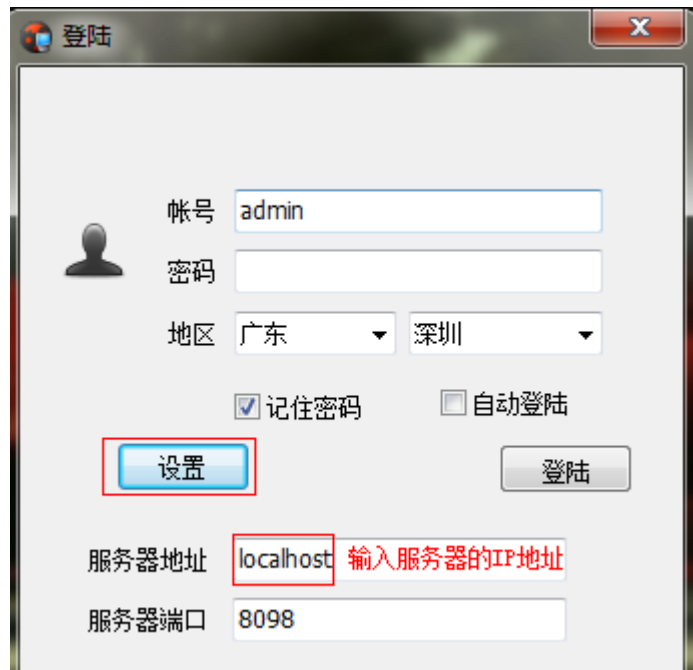 登陆
帐号 admin
密码
地区 广东 深圳
记住密码 自动登陆
设置 登陆
服务器地址 localhost 输入服务器的IP地址
服务器端口 8098